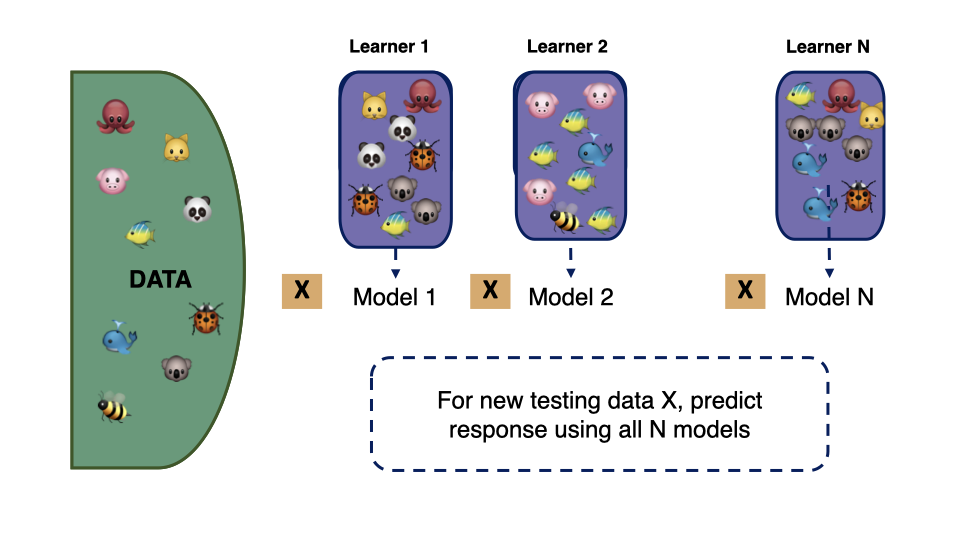 Learner 1
Learner 2
Learner N
DATA
X
Model 1
X
Model 2
X
Model N
For new testing data X, predict
response using all N models